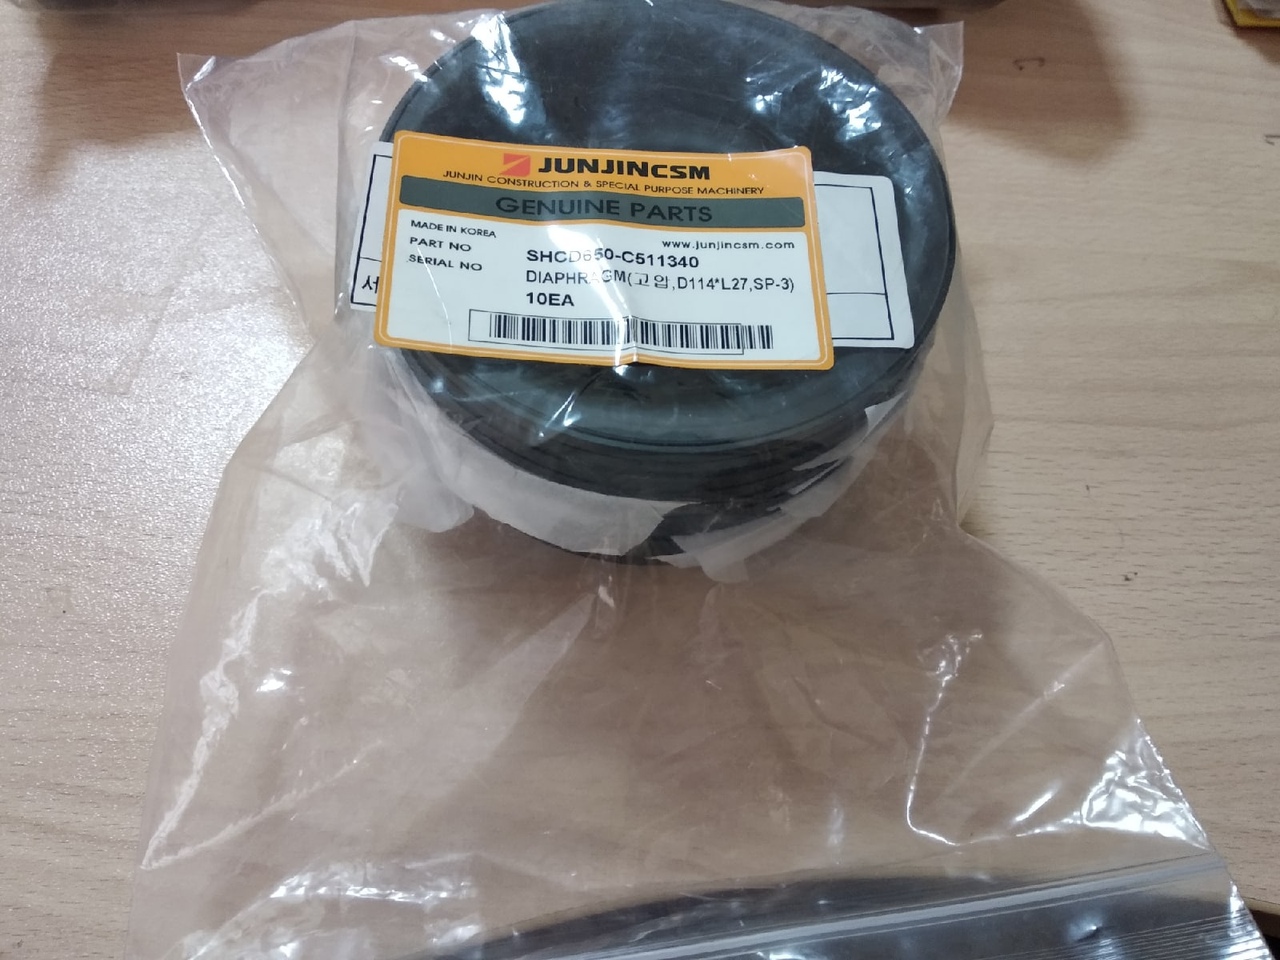 JUNJINCSM
JUNJIN CONSTRUCTION & SPECIAL PURPOSE MACHINERY
GENUINE PARTS
MADE IN KOREA
www.junjincsm.com
PART NO
SHCD650-C511340
SERIAL NO
DIAPHRAGM(고압,D114*L27,SP-3)
10EA
서